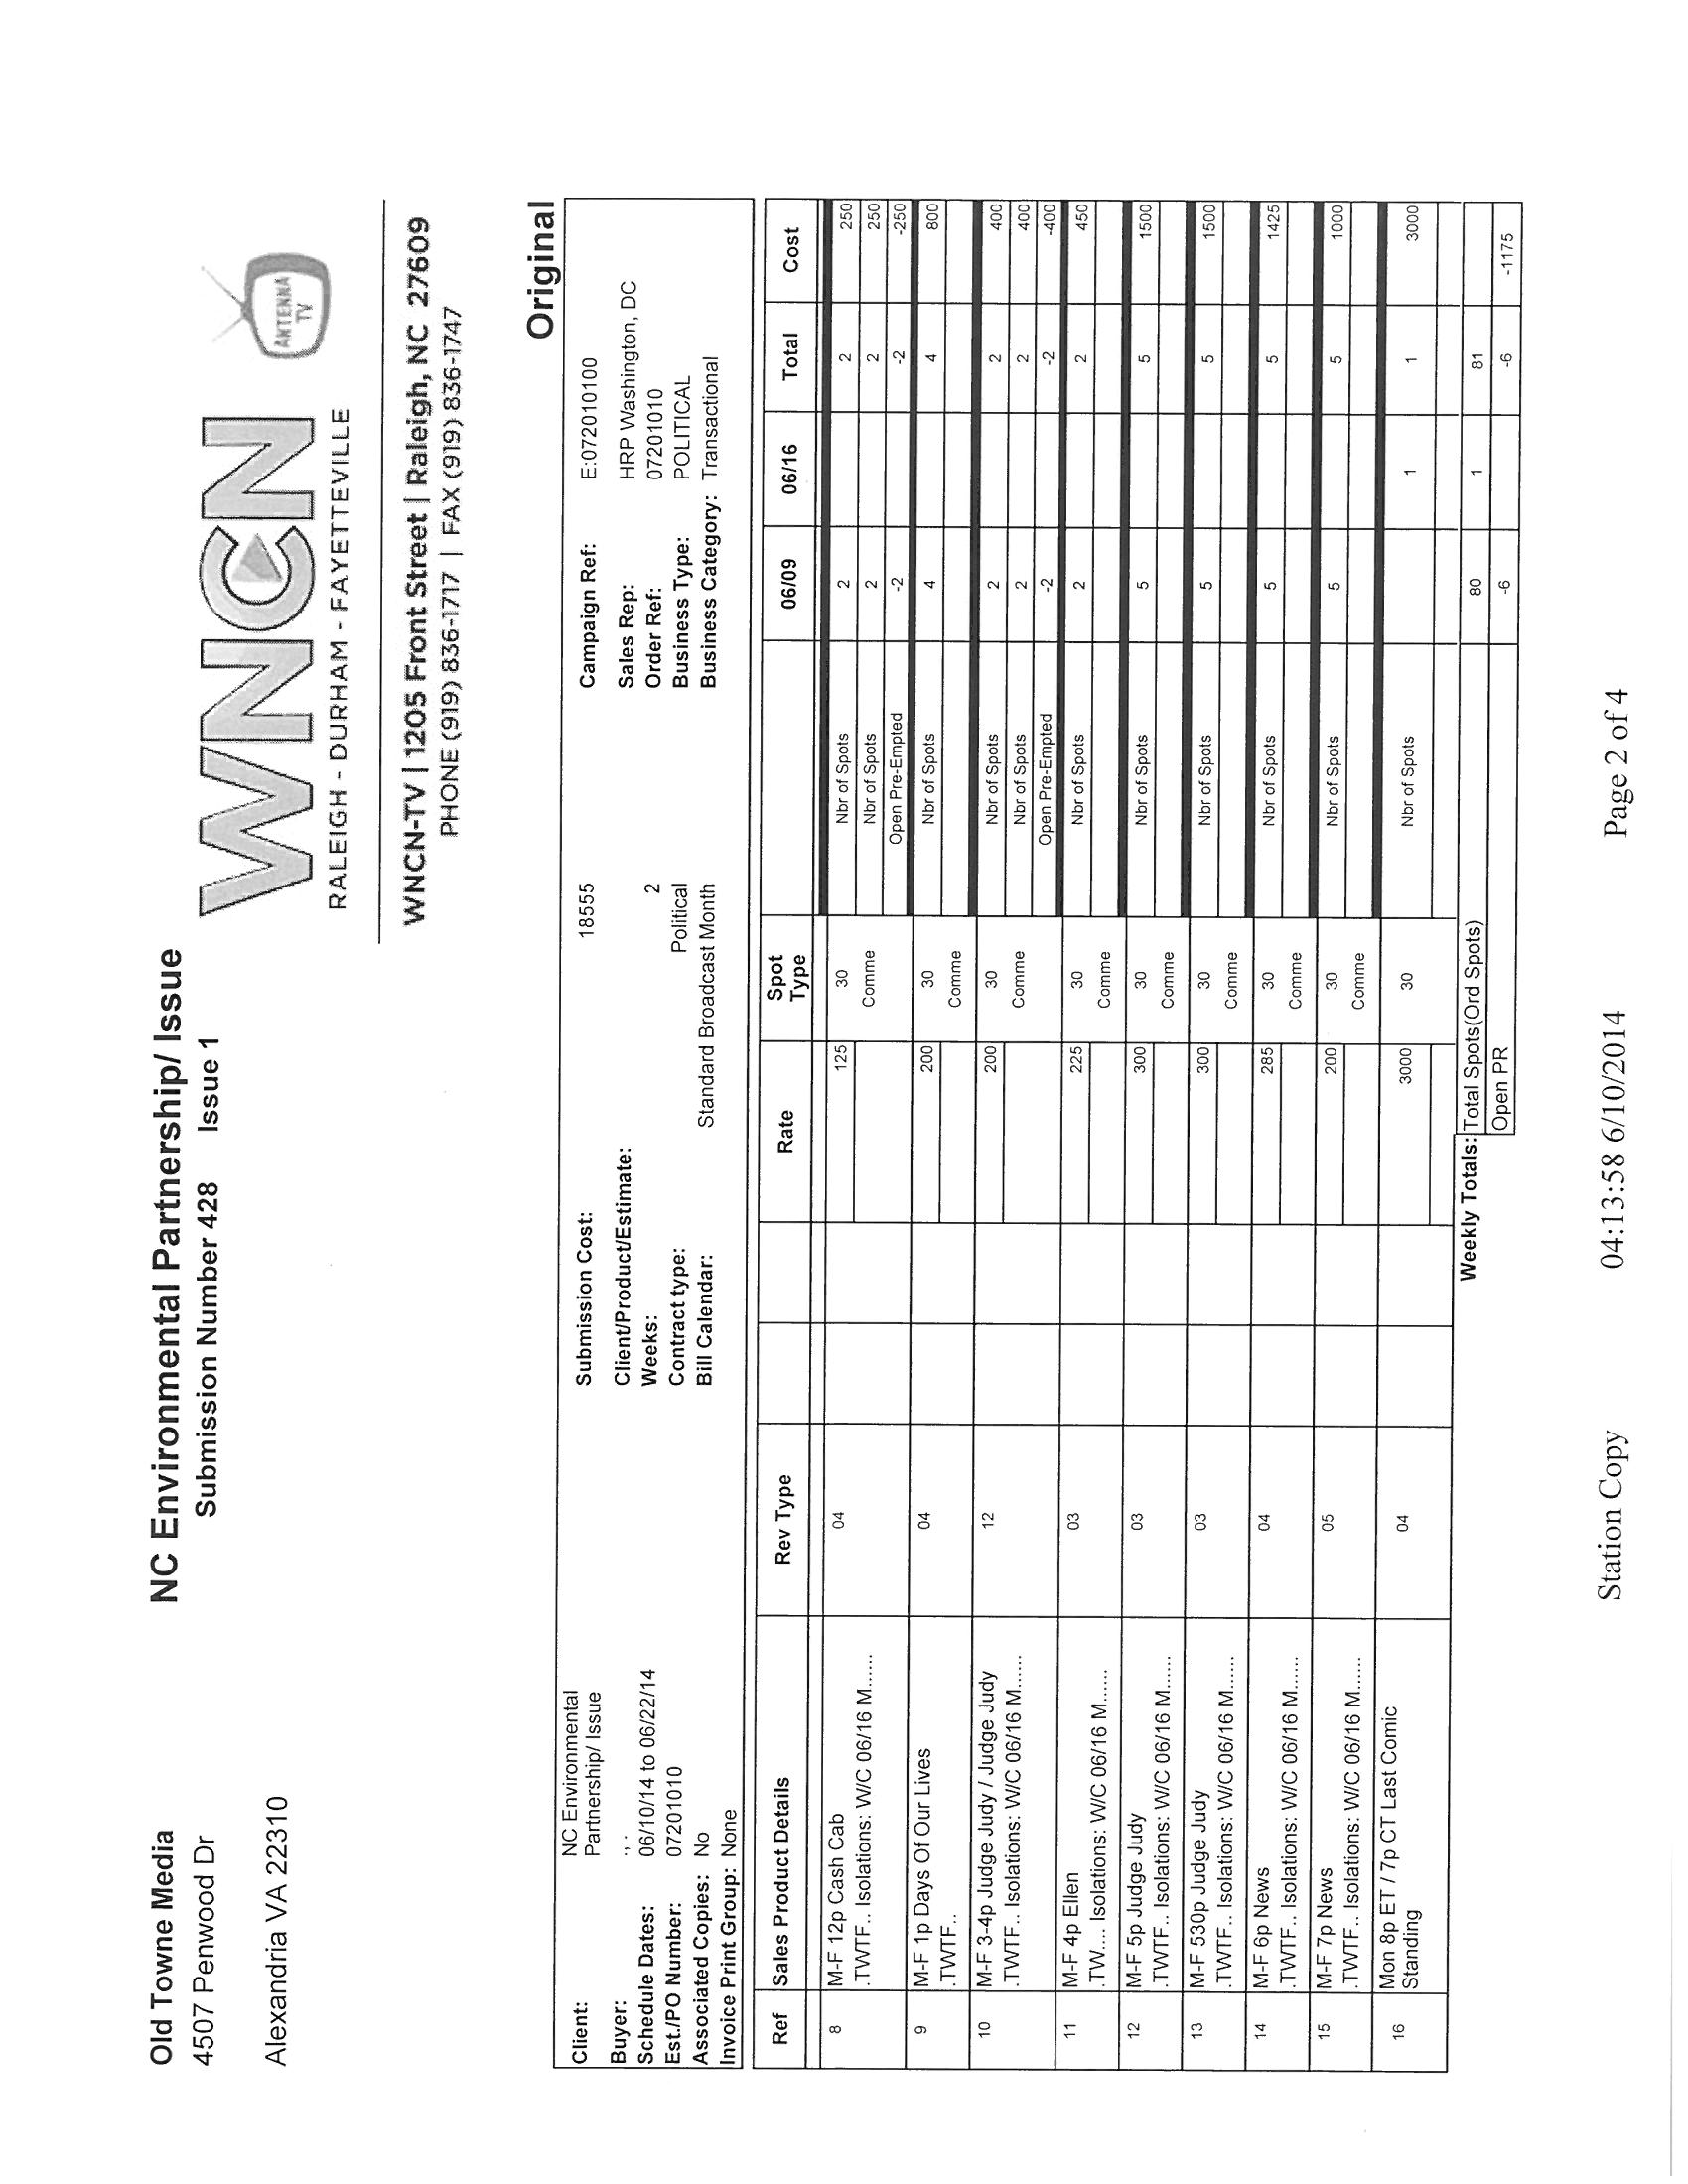 Old Towne Media
4507 Penwood Dr
Alexandria VA 22310
NC Environmental Partnership/ Issue
Submission Number 428 Issue 1
WNCN
ANTENNA
TV
RALEIGH - DURHAM - FAYETTEVILLE
WNCN-TV | 1205 Front Street | Raleigh, NC 27609
PHONE (919) 836-1717 | FAX (919) 836-1747
Original
Client: NC Environmental Partnership/ Issue Submission Cost: 18555 Campaign Ref: E:072010100
Buyer: ., . Client/Product/Estimate: Sales Rep: HRP Washington, DC
Schedule Dates: 06/10/14 to 06/22/14 Weeks: 2 Order Ref: 07201010
Est./PO Number: 07201010 Contract type: Political Business Type: POLITICAL
Associated Copies: No Bill Calendar: Standard Broadcast Month Business Category: Transactional
Invoice Print Group: None
Ref Sales Product Details Rev Type Rate Spot Type 06/09 06/16 Total Cost
8 M-F 12p Cash Cab 04 125 30 Nbr of Spots 2 2 250
.TWTF.. Isolations: W/C 06/16 M...... Comme Nbr of Spots 2 2 250
Open Pre-Empted -2 -2 -250
9 M-F 1p Days Of Our Lives 04 200 30 Nbr of Spots 4 4 800
.TWTF.. Comme
10 M-F 3-4p Judge Judy / Judge Judy 12 200 30 Nbr of Spots 2 2 400
.TWTF.. Isolations: W/C 06/16 M...... Comme Nbr of Spots 2 2 400
Open Pre-Empted -2 -2 -400
11 M-F 4p Ellen 03 225 30 Nbr of Spots 2 2 450
.TW.... Isolations: W/C 06/16 M...... Comme
12 M-F 5p Judge Judy 03 300 30 Nbr of Spots 5 5 1500
.TWTF.. Isolations: W/C 06/16 M...... Comme
13 M-F 530p Judge Judy 03 300 30 Nbr of Spots 5 5 1500
.TWTF.. Isolations: W/C 06/16 M...... Comme
14 M-F 6p News 04 285 30 Nbr of Spots 5 5 1425
.TWTF.. Isolations: W/C 06/16 M...... Comme
15 M-F 7p News 05 200 30 Nbr of Spots 5 5 1000
.TWTF.. Isolations: W/C 06/16 M...... Comme
16 Mon 8p ET / 7p CT Last Comic 04 3000 30 Nbr of Spots 1 1 3000
Standing
Weekly Totals: Total Spots(Ord Spots) 80 1 81
Open PR -6 -6 -1175
Station Copy 04:13:58 6/10/2014 Page 2 of 4